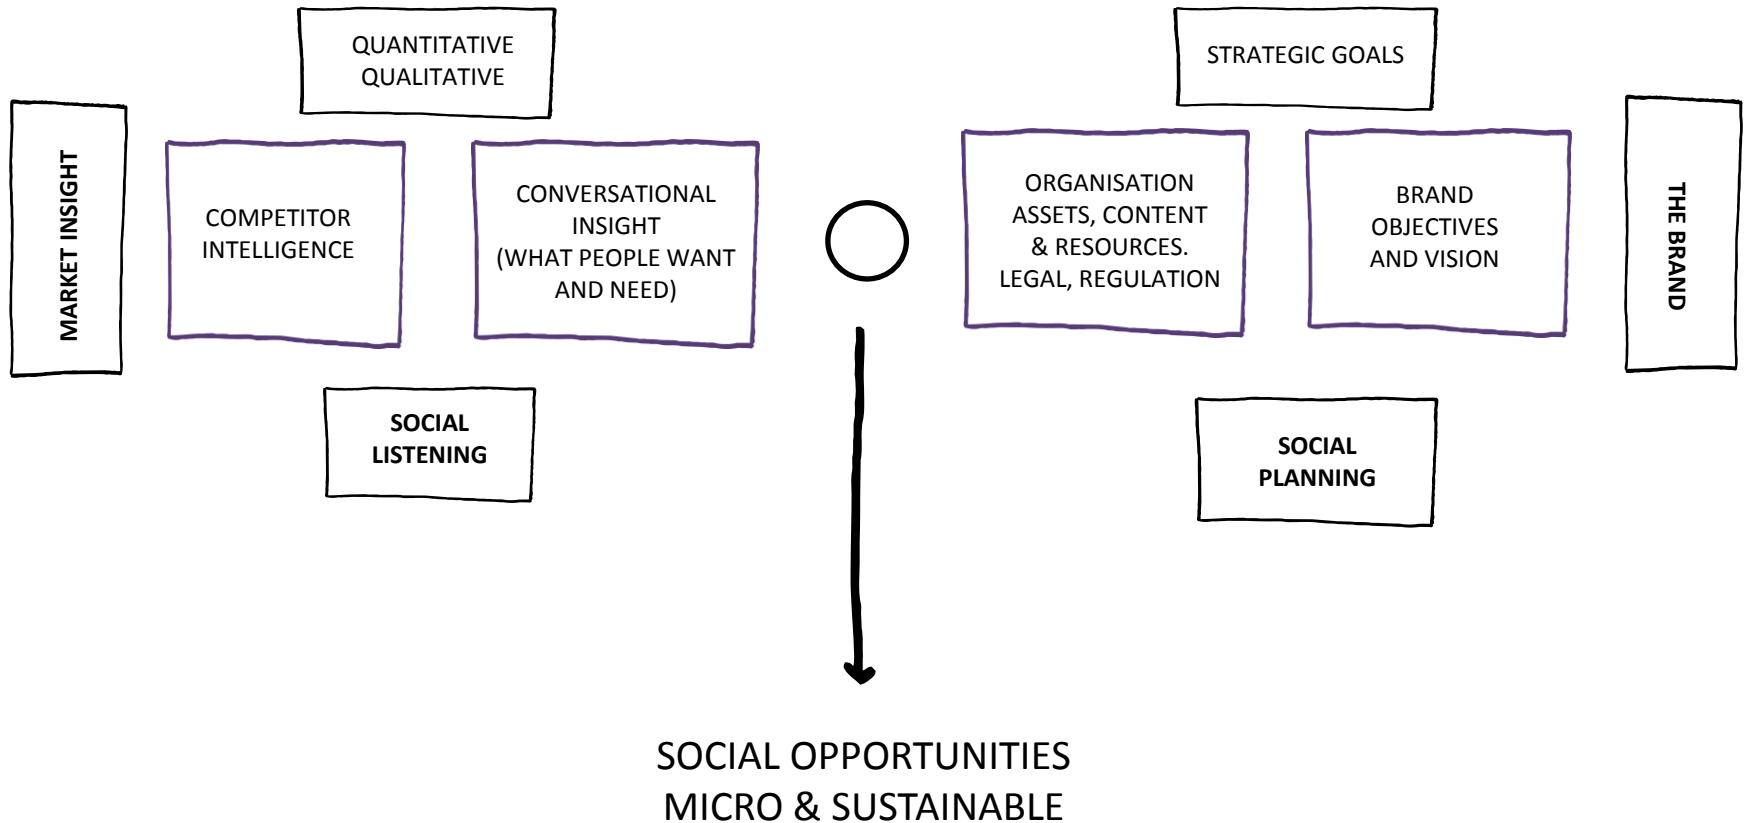 QUANTITATIVE
QUALITATIVE
MARKET INSIGHT
COMPETITOR
INTELLIGENCE
CONVERSATIONAL
INSIGHT
(WHAT PEOPLE WANT
AND NEED)
SOCIAL
LISTENING
STRATEGIC GOALS
ORGANISATION
ASSETS, CONTENT
& RESOURCES.
LEGAL, REGULATION
BRAND
OBJECTIVES
AND VISION
THE BRAND
SOCIAL
PLANNING
SOCIAL OPPORTUNITIES
MICRO & SUSTAINABLE